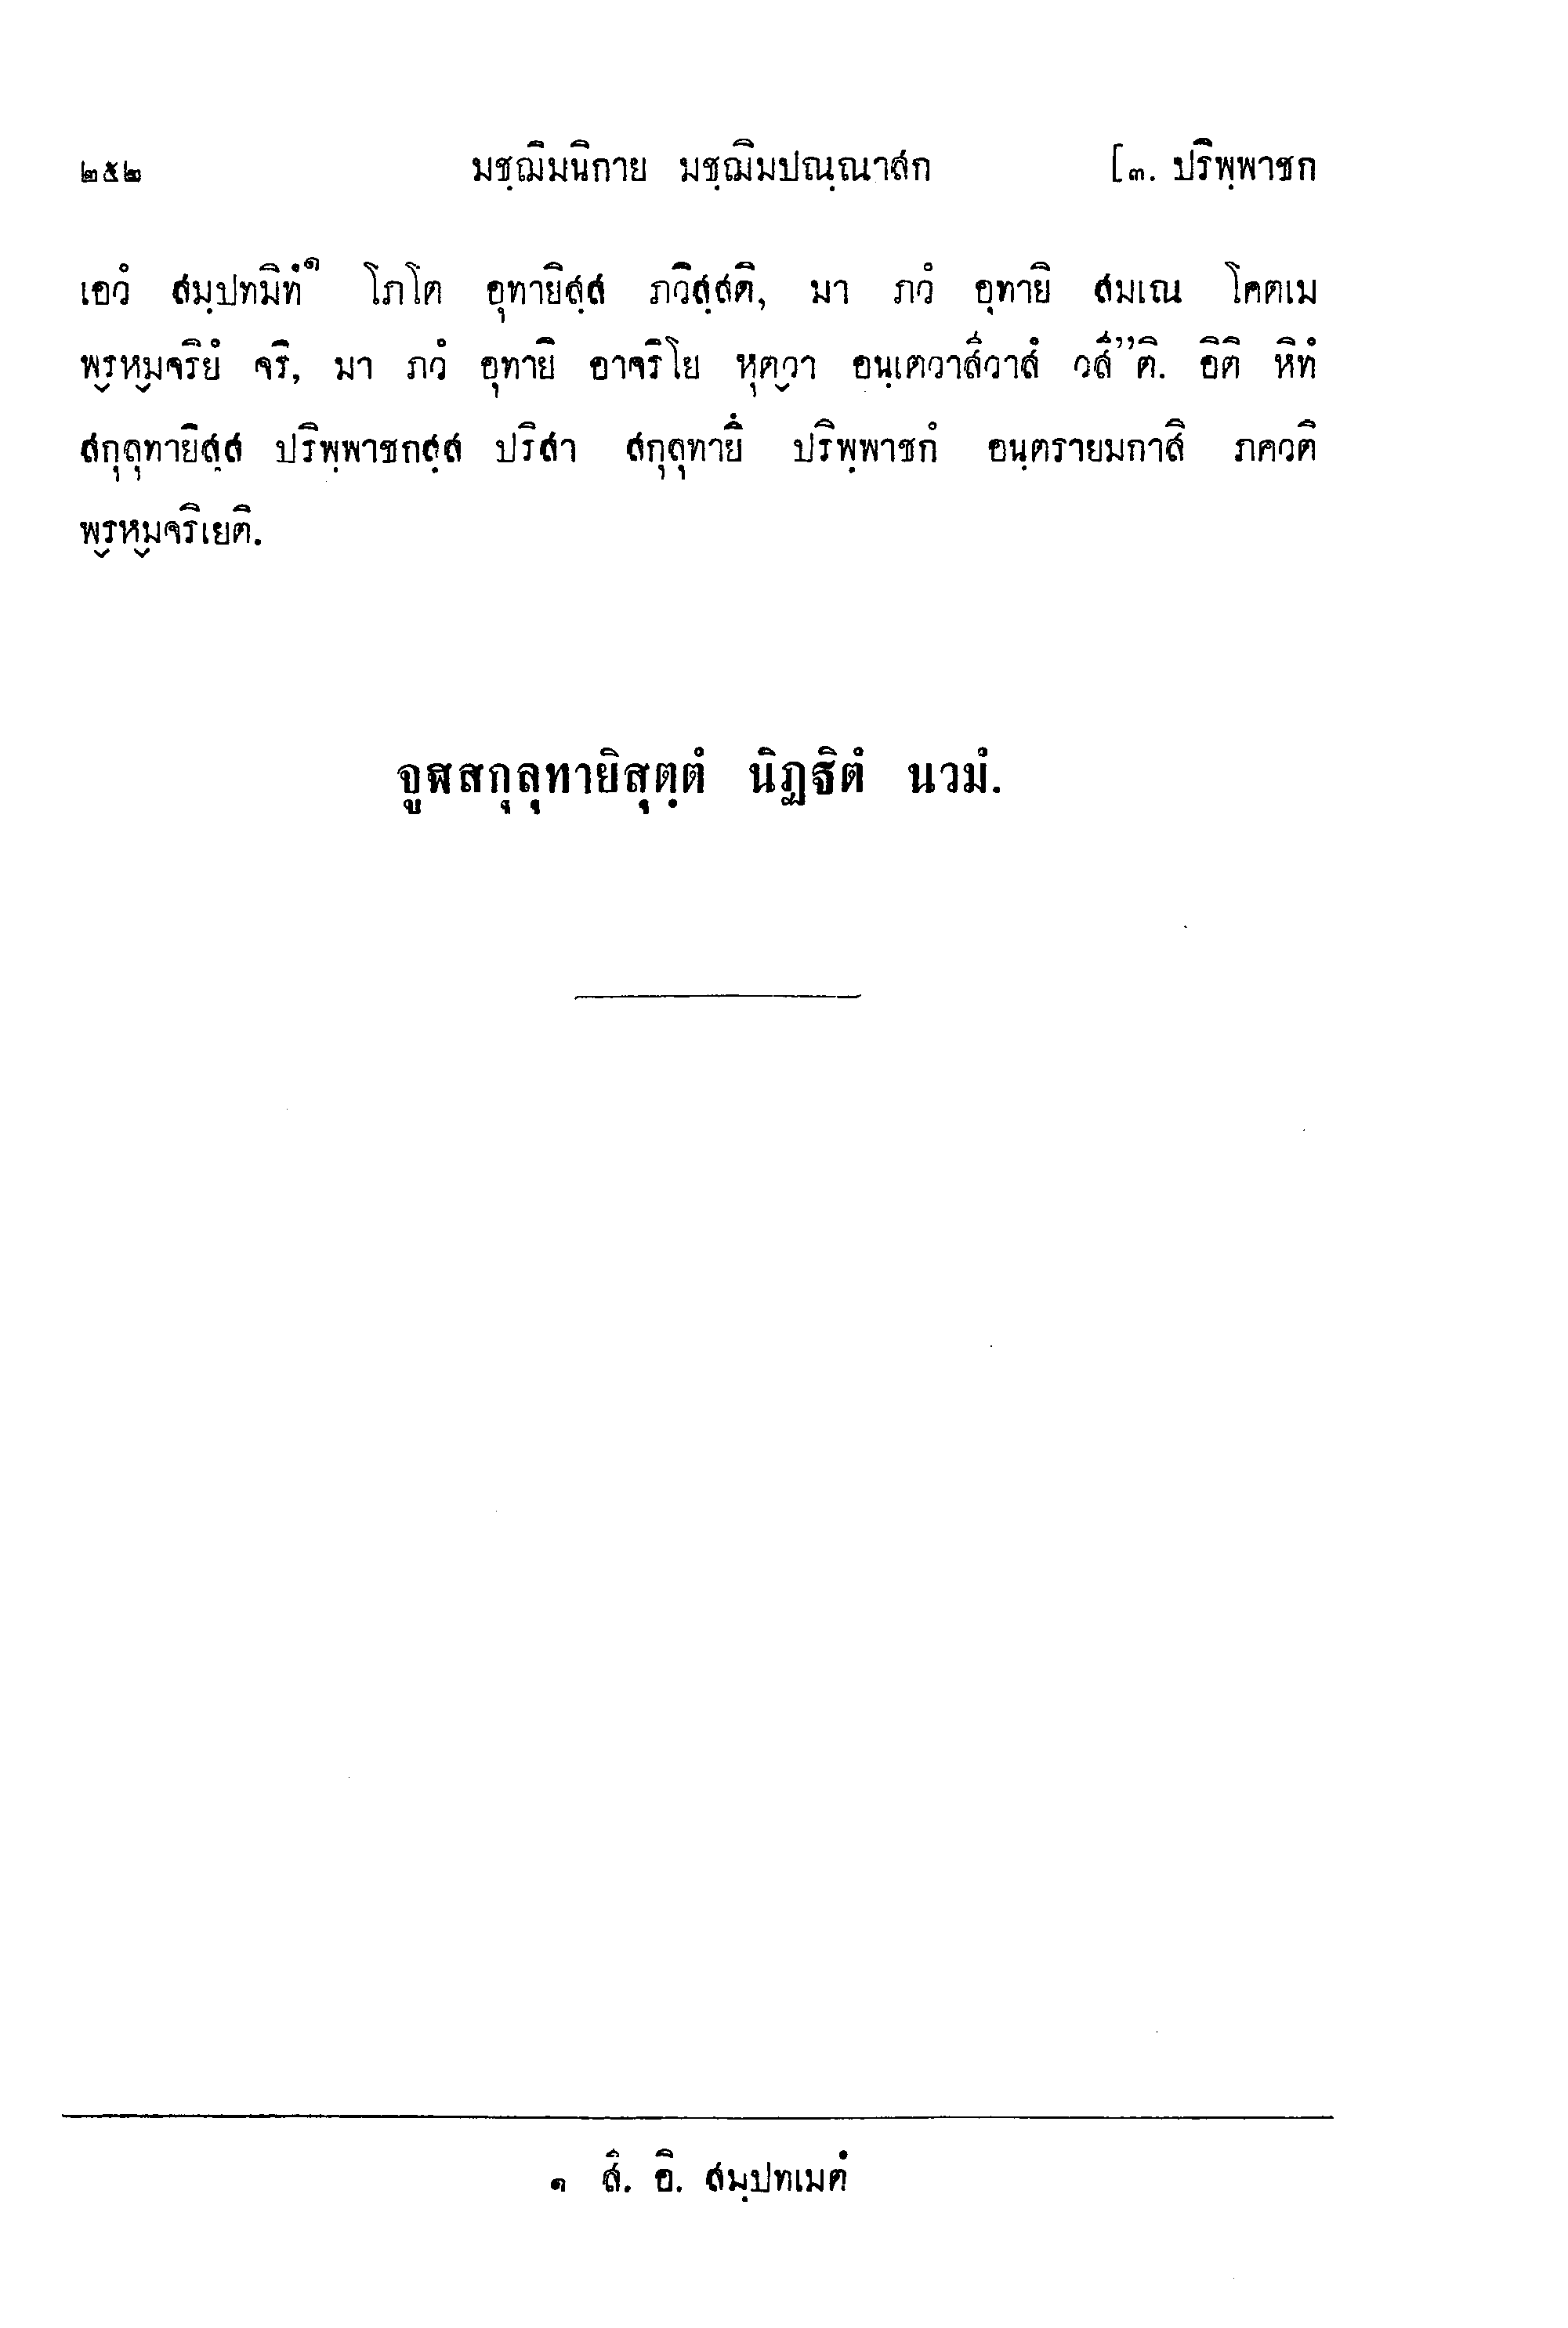 ๒๕๒ มชฺฌิมนิกาย มชฺฌิมปณฺณาสก [๓. ปริพฺพาชก
เอวํ สมฺปทมิทํ๑ โภโต อุทายิสฺส ภวิสฺสติ, มา ภวํ อุทายิ สมเณ โคตเม
พฺรหฺมจริยํ จริ, มา ภวํ อุทายิ อาจริโย หุตฺวา อนฺเตวาสีวาสํ วสี”ติ. อิติ หิทํ
สกุลุทายิสฺส ปริพฺพาชกสฺส ปริสา สกุลุทายึ ปริพฺพาชกํ อนฺตรายมกาสิ ภควติ
พฺรหฺมจริเยติ.
จูฬสกุลุทายิสุตฺตํ นิฏฺฐิตํ นวมํ.
๑ สี. อิ. สมฺปทเมตํ